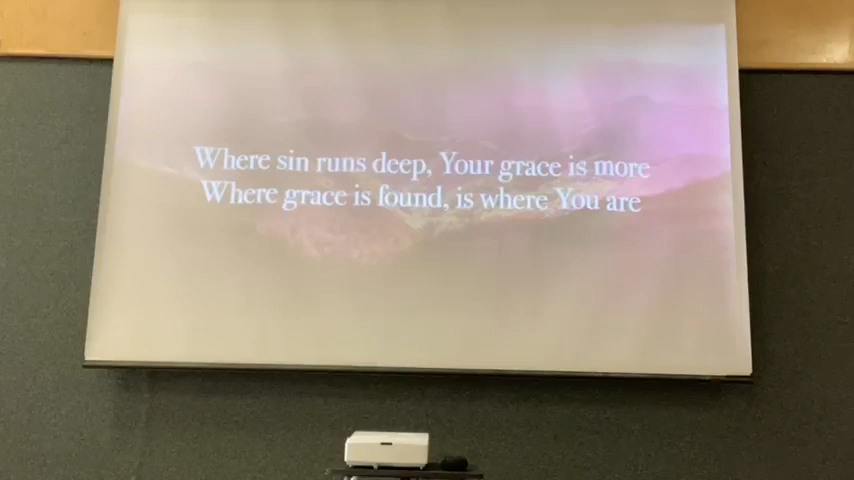 Where sin runs deep, Your grace is more
Where grace is found, is where You are